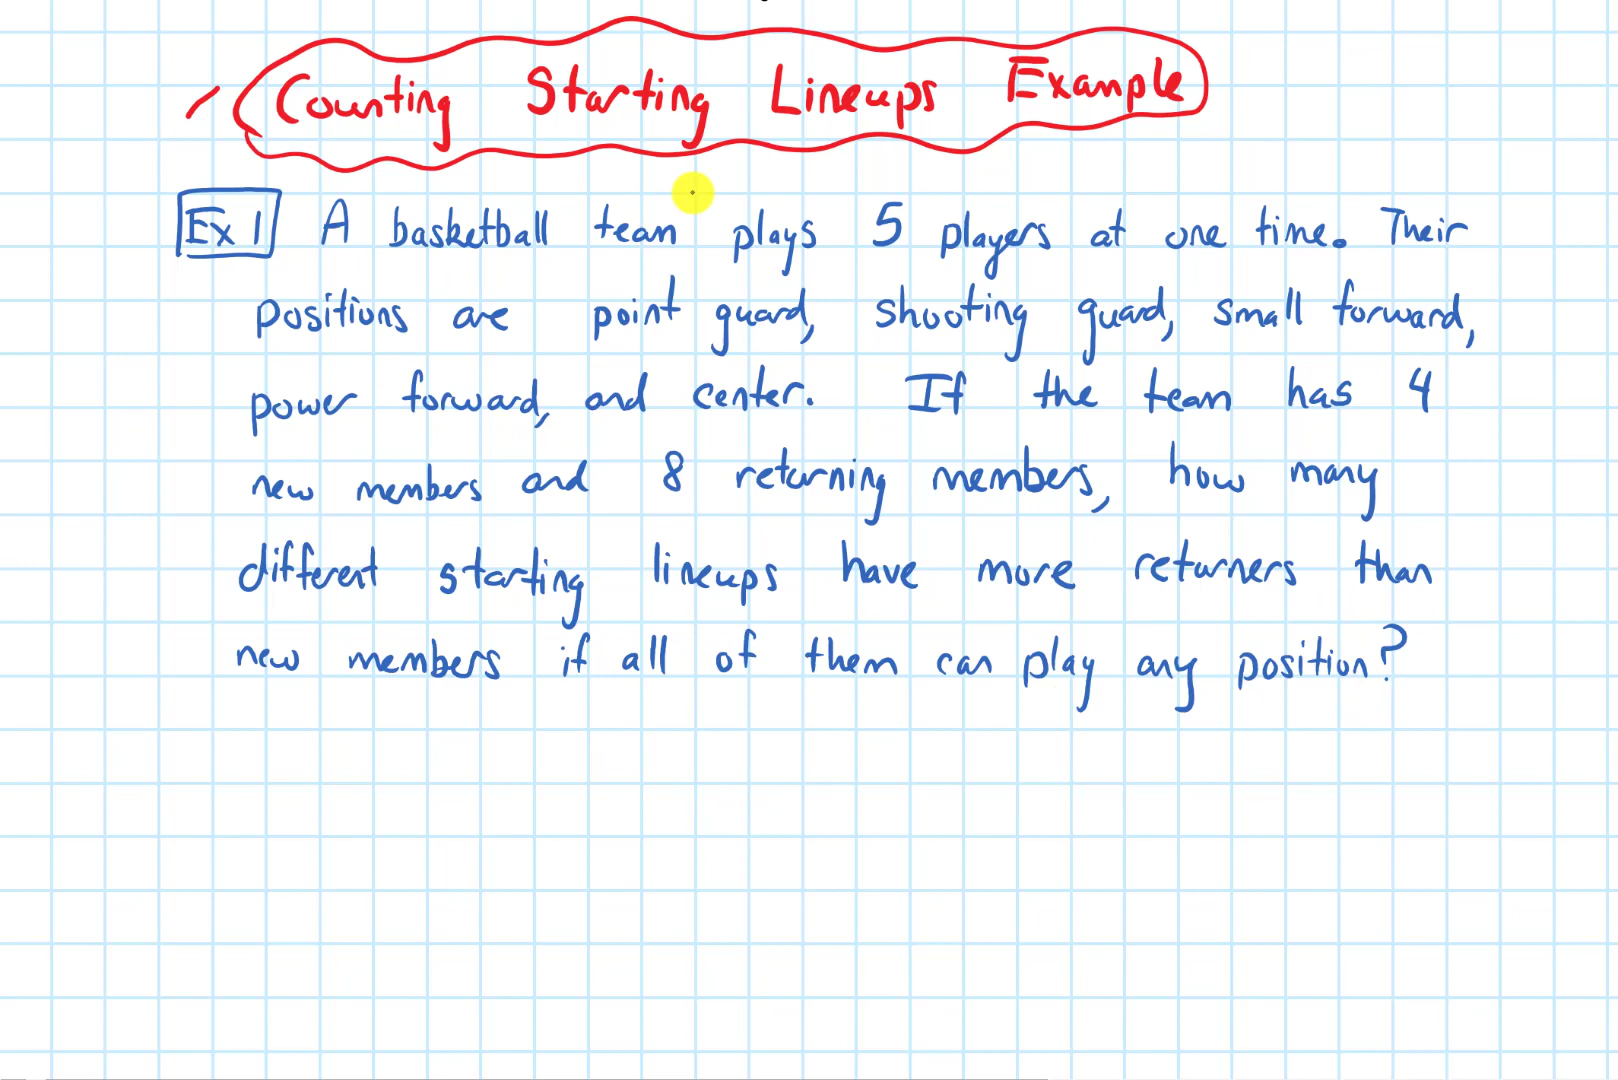 Counting Starting Lineups Example
Ex 1 A basketball team plays 5 players at one time. Their
positions are point guard, shooting guard, small forward,
power forward, and center. If the team has 4
new members and 8 returning members, how many
different starting lineups have more returners than
new members if all of them can play any position?